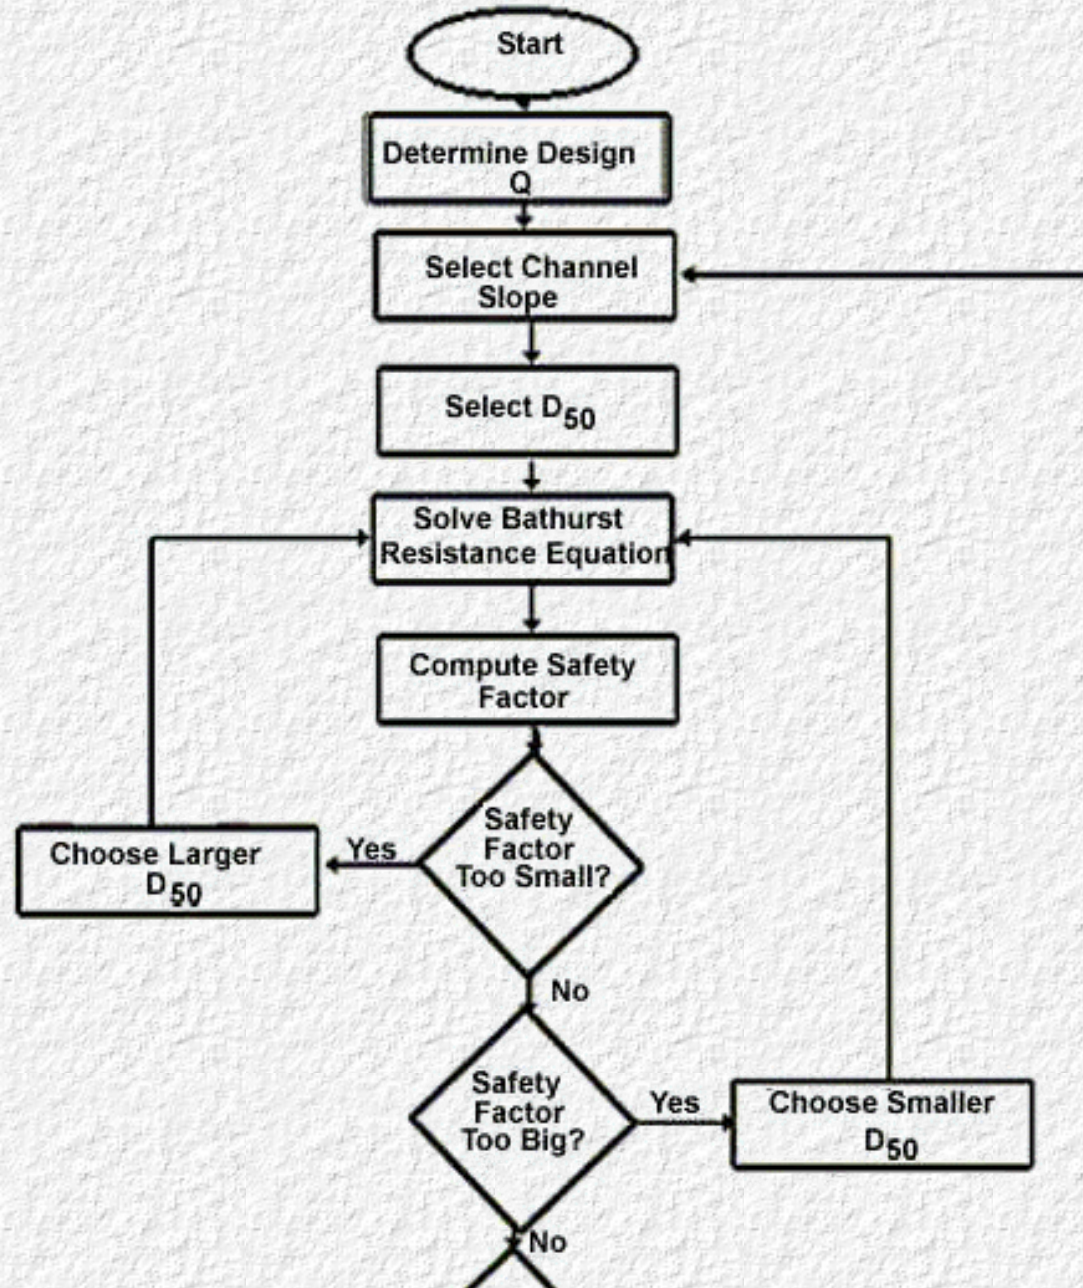 Start
Determine Design
Q
Select Channel
Slope
Select D50
Solve Bathurst
Resistance Equation
Compute Safety
Factor
Safety
Factor
Too Small?
Yes
Choose Larger
D50
No
Safety
Factor
Too Big?
Yes
Choose Smaller
D50
No